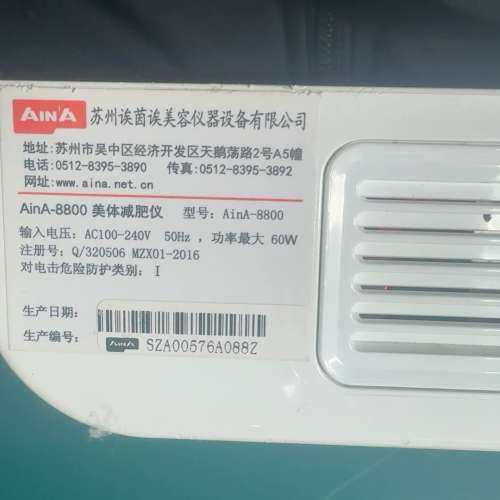 AINA 苏州诶茵诶美容仪器设备有限公司
地址:苏州市吴中区经济开发区天鹅荡路2号A5幢
电话:0512-8395-3890 传真:0512-8395-3892
网址:www.aina.net.cn
AinA-8800 美体减肥仪 型号: AinA-8800
输入电压: AC100-240V 50Hz , 功率最大 60W
注册号: Q/320506 MZX01-2016
对电击危险防护类别: I
生产日期:
生产编号:
AINA SZA00576A088Z